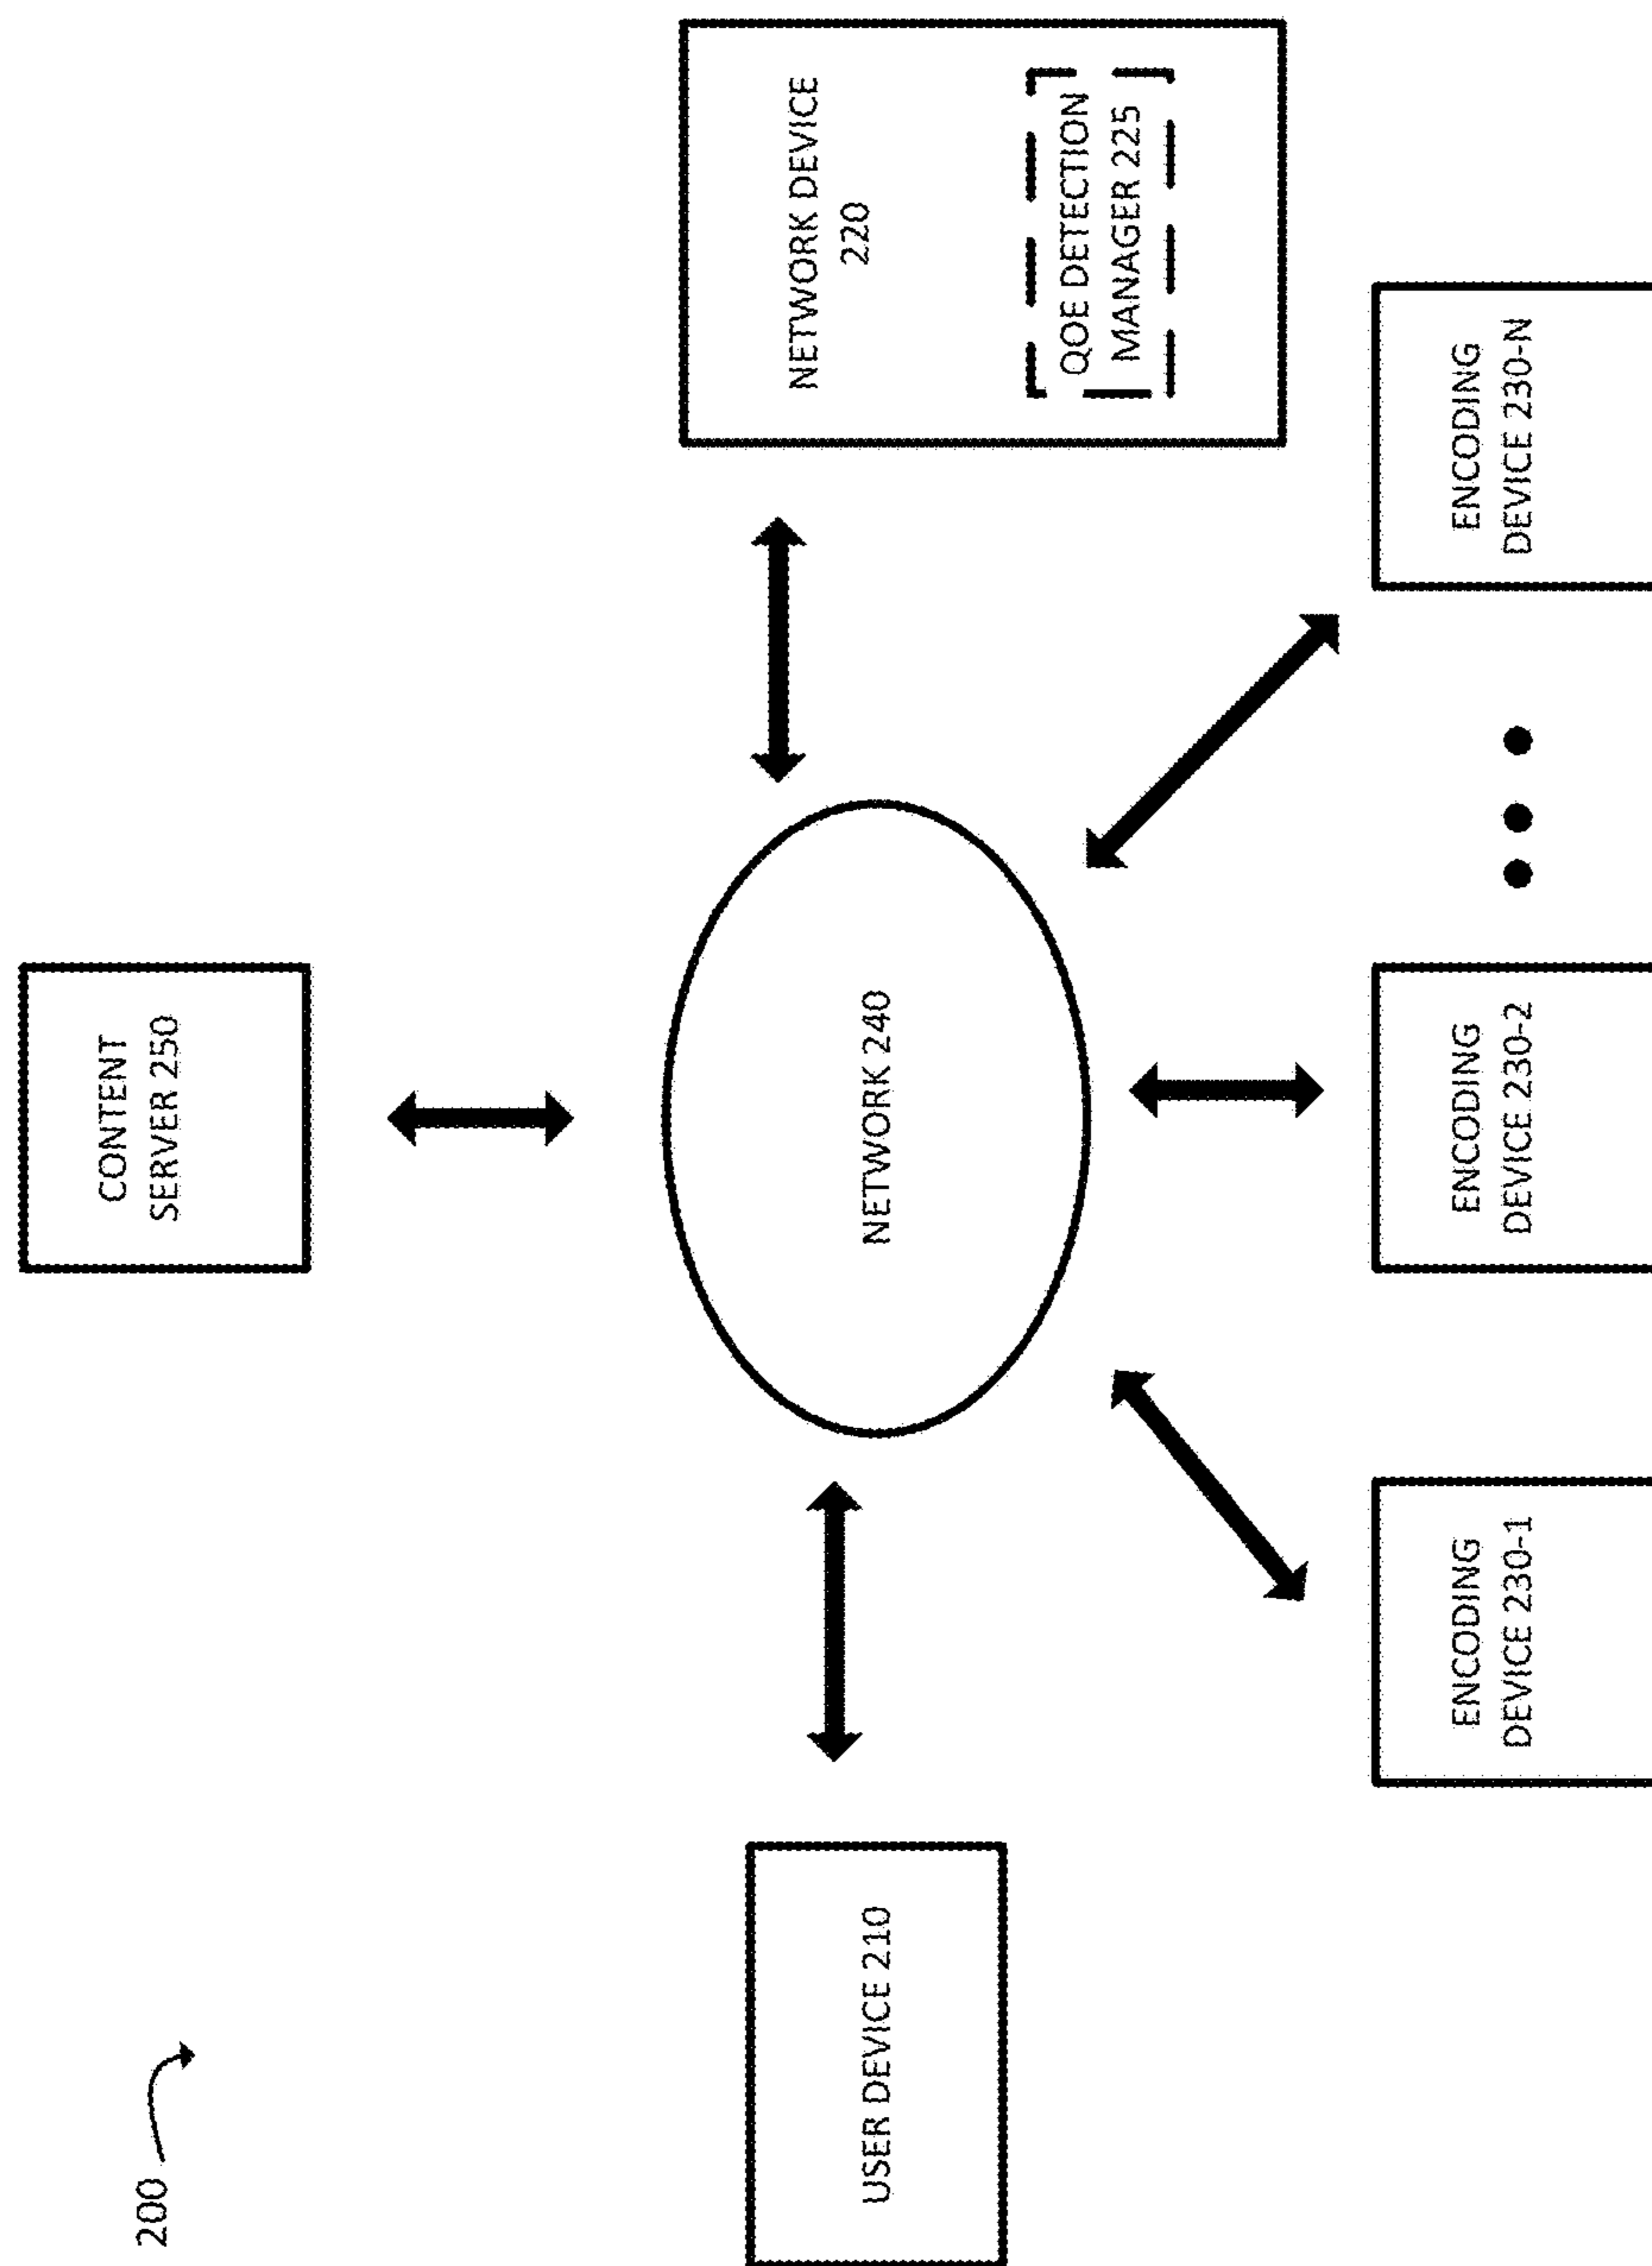 200
CONTENT
SERVER 250
USER DEVICE 210
NETWORK 240
NETWORK DEVICE
220
QOE DETECTION
MANAGER 225
ENCODING
DEVICE 230-1
ENCODING
DEVICE 230-2
ENCODING
DEVICE 230-N